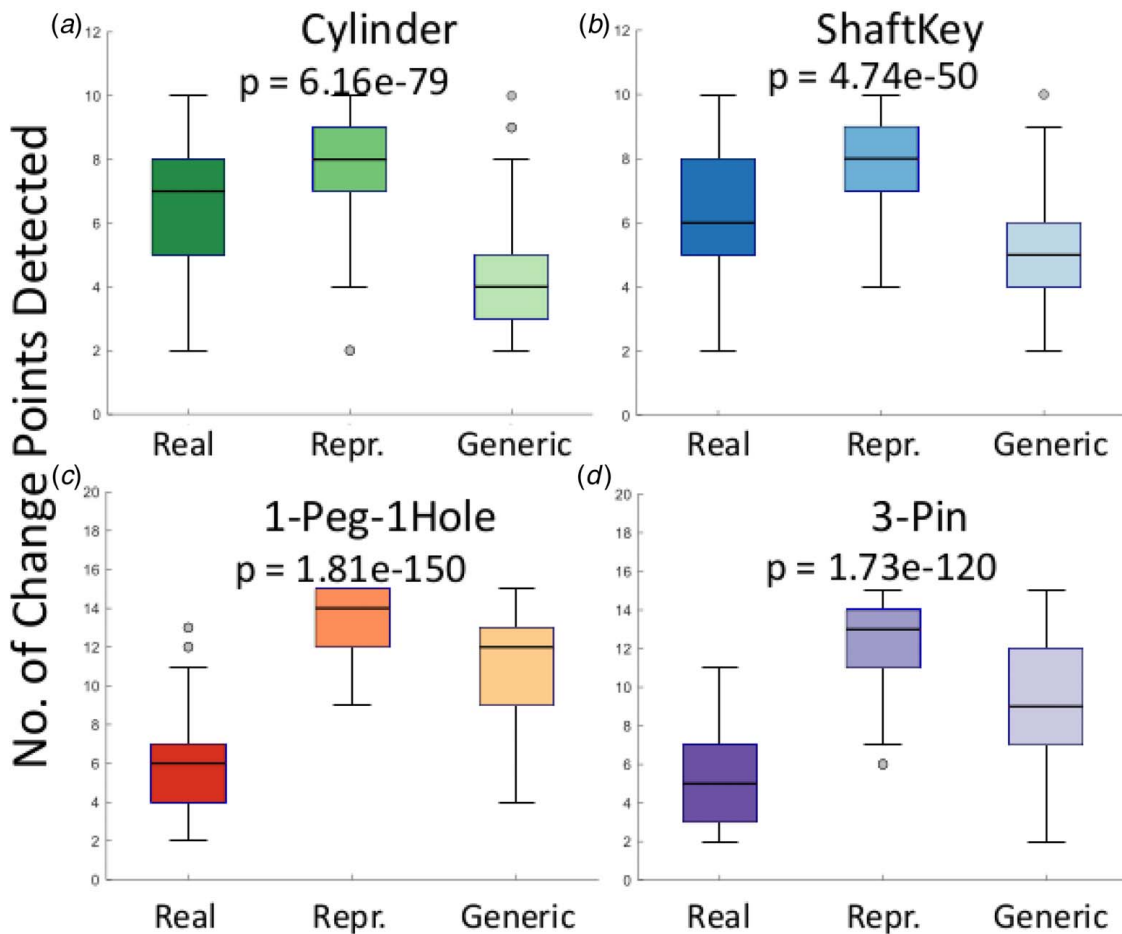 No. of Change Points Detected
(a)
Cylinder
p = 6.16e-79
12
10
8
6
4
2
0
Real Repr. Generic
(b)
ShaftKey
p = 4.74e-50
12
10
8
6
4
2
0
Real Repr. Generic
(c)
1-Peg-1Hole
p = 1.81e-150
20
18
16
14
12
10
8
6
4
2
0
Real Repr. Generic
(d)
3-Pin
p = 1.73e-120
20
18
16
14
12
10
8
6
4
2
0
Real Repr. Generic